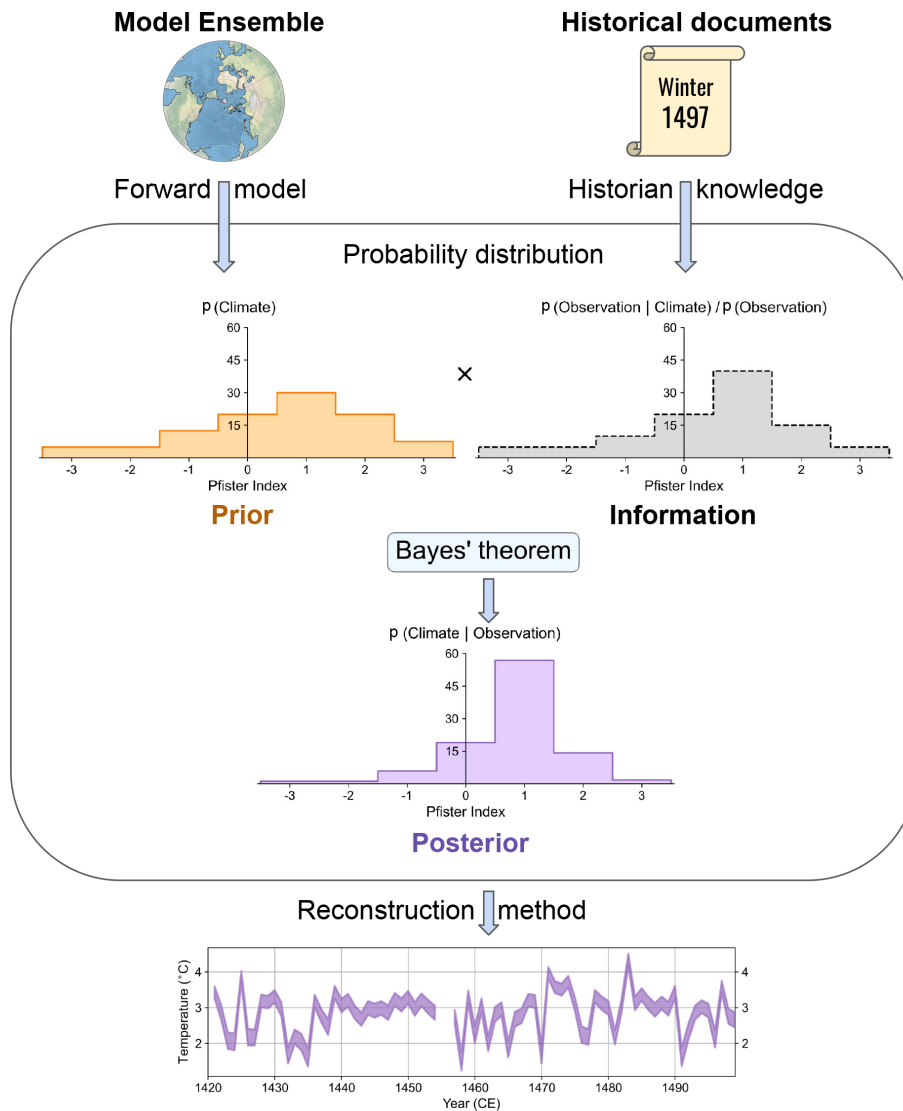 Model Ensemble
Historical documents
Winter
1497
Forward model
Historian knowledge
Probability distribution
p (Climate)
60
45
30
15
-3 -2 -1 0 1 2 3
Pfister Index
Prior
×
p (Observation | Climate) / p (Observation)
60
45
30
15
-3 -2 -1 0 1 2 3
Pfister Index
Information
Bayes' theorem
p (Climate | Observation)
60
45
30
15
-3 -2 -1 0 1 2 3
Pfister Index
Posterior
Reconstruction method
Temperature (°C)
4 4
3 3
2 2
1420 1430 1440 1450 1460 1470 1480 1490
Year (CE)